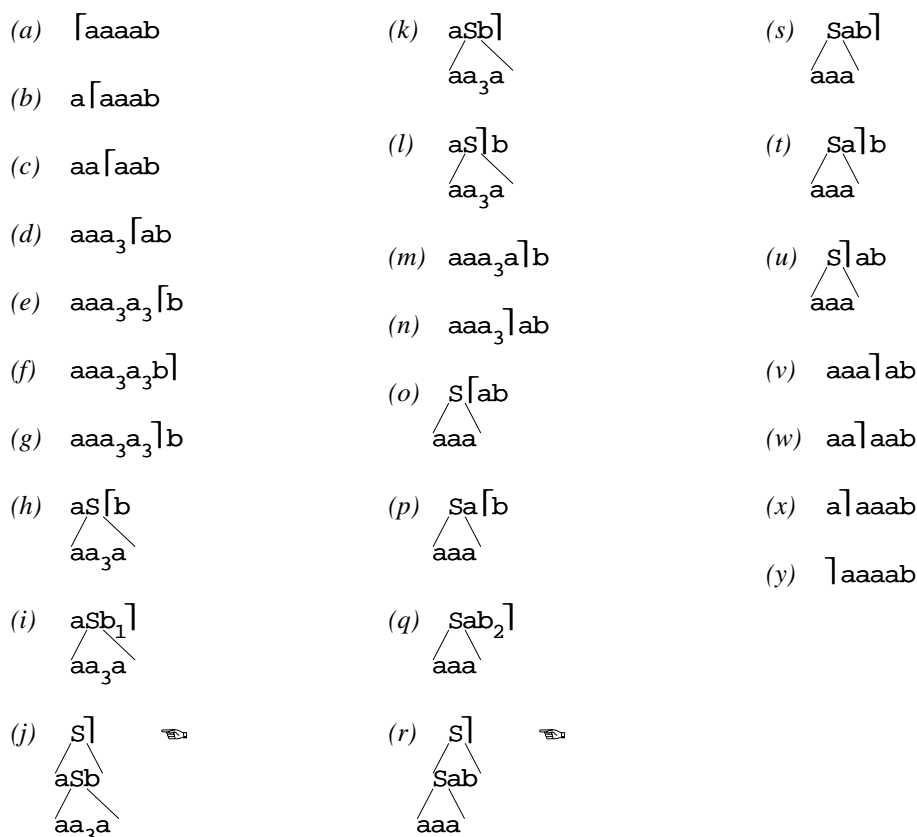 (a) ⌈aaaab
(b) a⌈aaab
(c) aa⌈aab
(d) aaa₃⌈ab
(e) aaa₃a₃⌈b
(f) aaa₃a₃b⌉
(g) aaa₃a₃⌉b
(h) aS⌈b
aa₃a
(i) aSb₁⌉
aa₃a
(j) S⌉ ☜
aSb
aa₃a
(k) aSb⌉
aa₃a
(l) aS⌉b
aa₃a
(m) aaa₃a⌉b
(n) aaa₃⌉ab
(o) S⌈ab
aaa
(p) Sa⌈b
aaa
(q) Sab₂⌉
aaa
(r) S⌉ ☜
Sab
aaa
(s) Sab⌉
aaa
(t) Sa⌉b
aaa
(u) S⌉ab
aaa
(v) aaa⌉ab
(w) aa⌉aab
(x) a⌉aaab
(y) ⌉aaaab